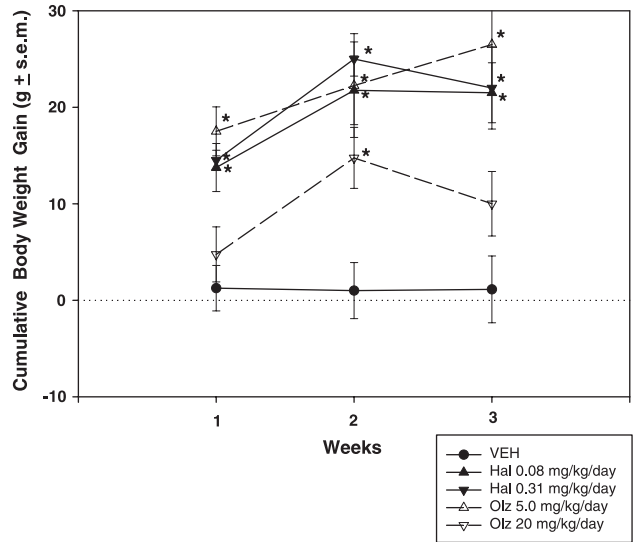 Cumulative Body Weight Gain (g ± s.e.m.)
30
20
10
0
-10
*
*
*
*
*
*
*
*
*
*
1 2 3
Weeks
VEH
Hal 0.08 mg/kg/day
Hal 0.31 mg/kg/day
Olz 5.0 mg/kg/day
Olz 20 mg/kg/day